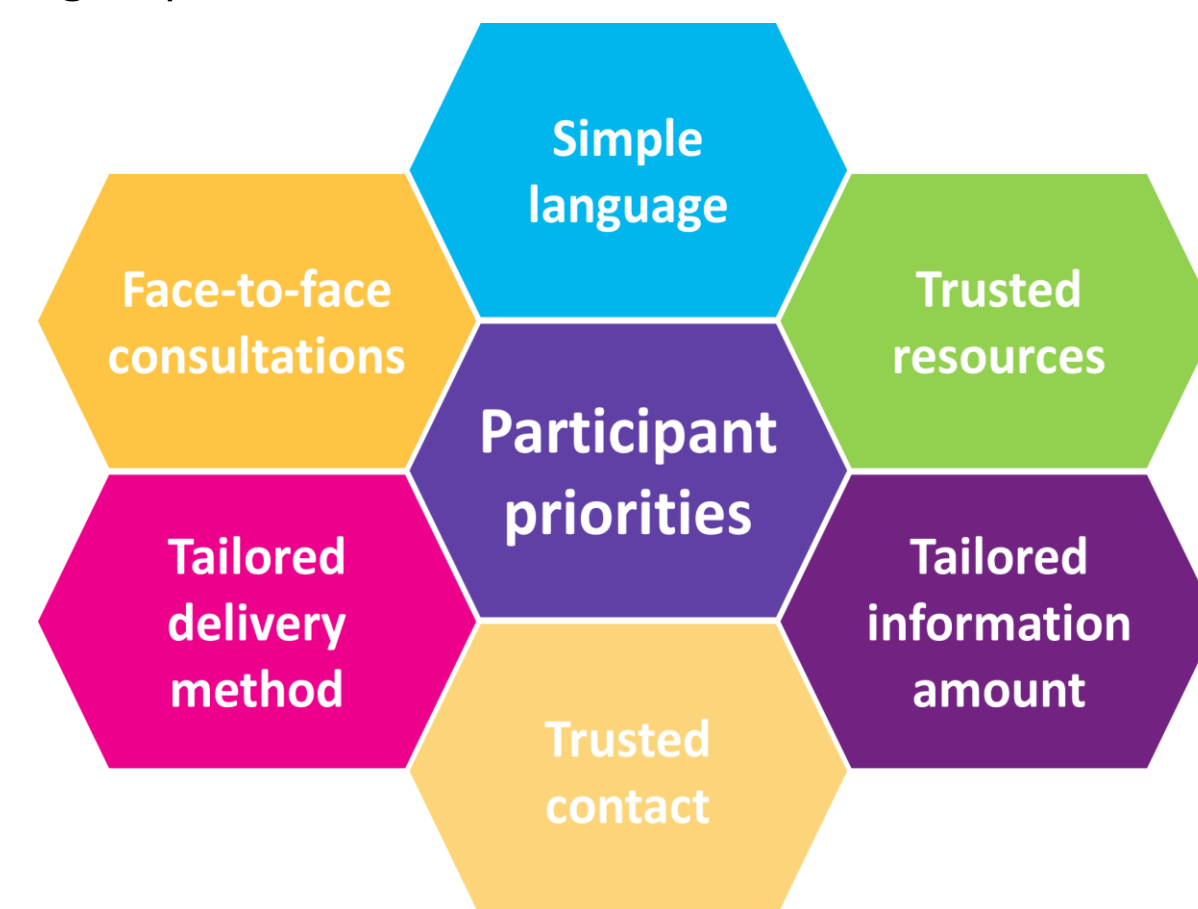 Simple
language
Face-to-face
consultations
Trusted
resources
Participant
priorities
Tailored
delivery
method
Tailored
information
amount
Trusted
contact